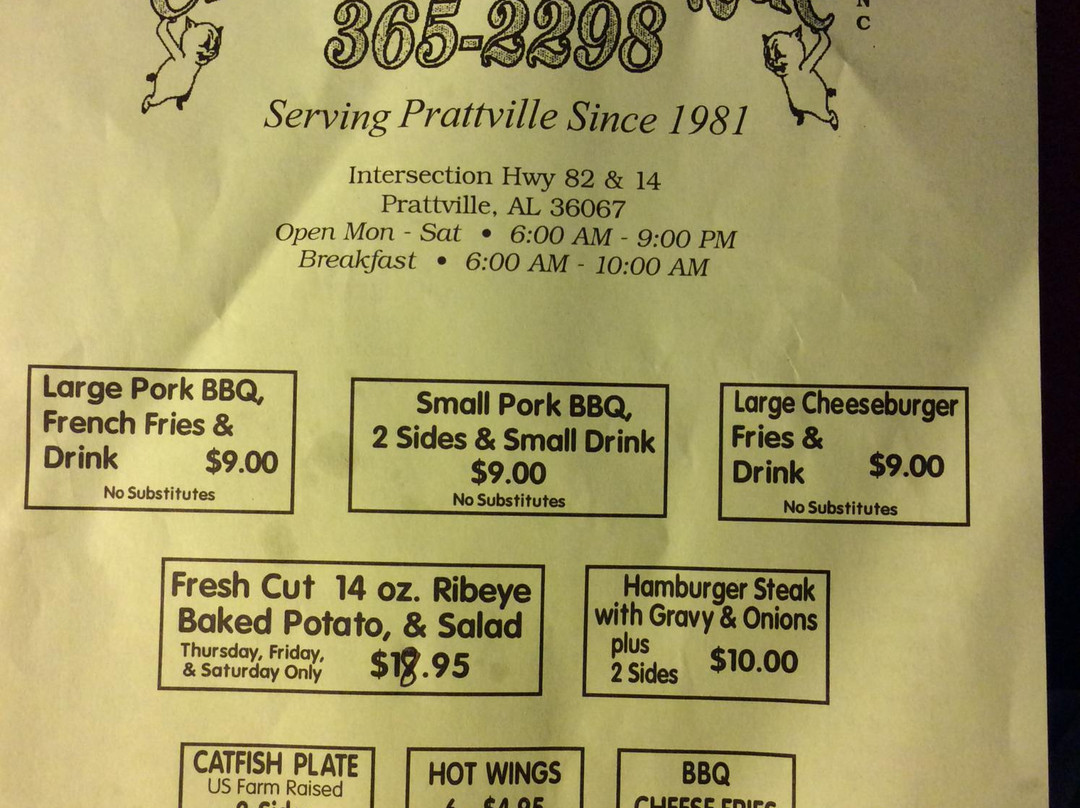 365-2298
N
C
Serving Prattville Since 1981
Intersection Hwy 82 & 14
Prattville, AL 36067
Open Mon - Sat • 6:00 AM - 9:00 PM
Breakfast • 6:00 AM - 10:00 AM
Large Pork BBQ,
French Fries &
Drink $9.00
No Substitutes
Small Pork BBQ,
2 Sides & Small Drink
$9.00
No Substitutes
Large Cheeseburger
Fries &
Drink $9.00
No Substitutes
Fresh Cut 14 oz. Ribeye
Baked Potato, & Salad
Thursday, Friday,
& Saturday Only $18.95
Hamburger Steak
with Gravy & Onions
plus
2 Sides $10.00
CATFISH PLATE
US Farm Raised
HOT WINGS
BBQ
CHEESE FRIES